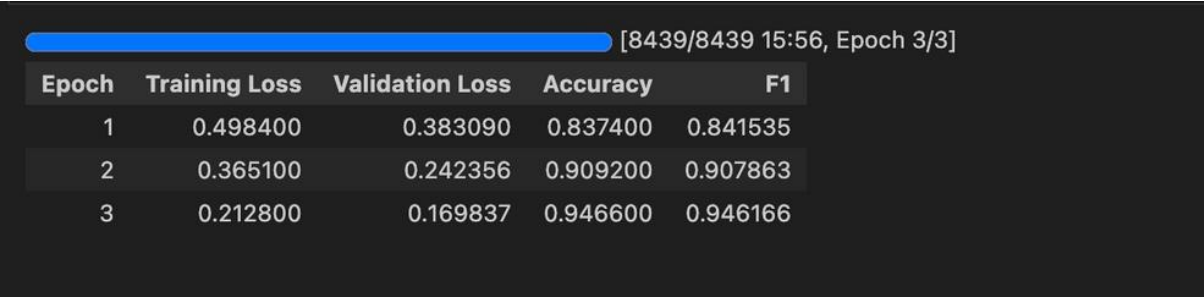 [8439/8439 15:56, Epoch 3/3]
Epoch Training Loss Validation Loss Accuracy F1
1 0.498400 0.383090 0.837400 0.841535
2 0.365100 0.242356 0.909200 0.907863
3 0.212800 0.169837 0.946600 0.946166